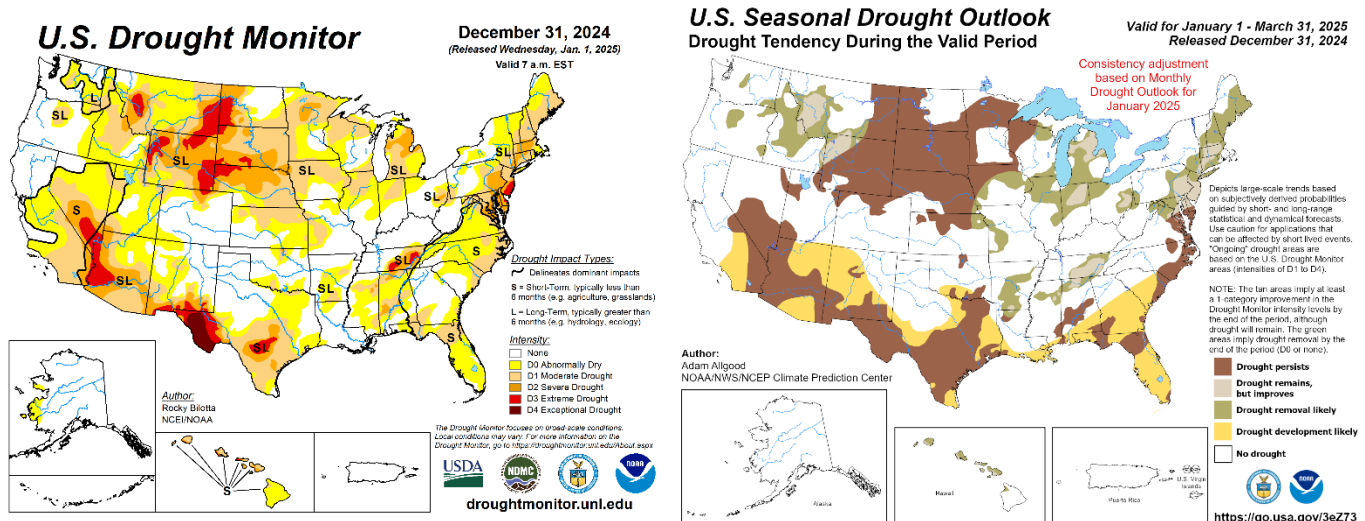 U.S. Drought Monitor
December 31, 2024
(Released Wednesday, Jan. 1, 2025)
Valid 7 a.m. EST
L
SL
SL
SL
SL
SL
SL
S
SL
SL
SL
S
SL
S
Drought Impact Types:
Delineates dominant impacts
S = Short-Term, typically less than
6 months (e.g. agriculture, grasslands)
L = Long-Term, typically greater than
6 months (e.g. hydrology, ecology)
Intensity:
None
D0 Abnormally Dry
D1 Moderate Drought
D2 Severe Drought
D3 Extreme Drought
D4 Exceptional Drought
Author:
Rocky Bilotta
NCEI/NOAA
S
The Drought Monitor focuses on broad-scale conditions.
Local conditions may vary. For more information on the
Drought Monitor, go to https://droughtmonitor.unl.edu/About.aspx
USDA
NDMC
NOAA
droughtmonitor.unl.edu
U.S. Seasonal Drought Outlook
Drought Tendency During the Valid Period
Valid for January 1 - March 31, 2025
Released December 31, 2024
Consistency adjustment
based on Monthly
Drought Outlook for
January 2025
Depicts large-scale trends based
on subjectively derived probabilities
guided by short- and long-range
statistical and dynamical forecasts.
Use caution for applications that
can be affected by short lived events.
"Ongoing" drought areas are
based on the U.S. Drought Monitor
areas (intensities of D1 to D4).
NOTE: The tan areas imply at least
a 1-category improvement in the
Drought Monitor intensity levels by
the end of the period, although
drought will remain. The green
areas imply drought removal by the
end of the period (D0 or none).
Drought persists
Drought remains,
but improves
Drought removal likely
Drought development likely
No drought
Author:
Adam Allgood
NOAA/NWS/NCEP Climate Prediction Center
Alaska
Hawaii
Puerto Rico
U.S. Virgin
Islands
NOAA
https://go.usa.gov/3eZ73